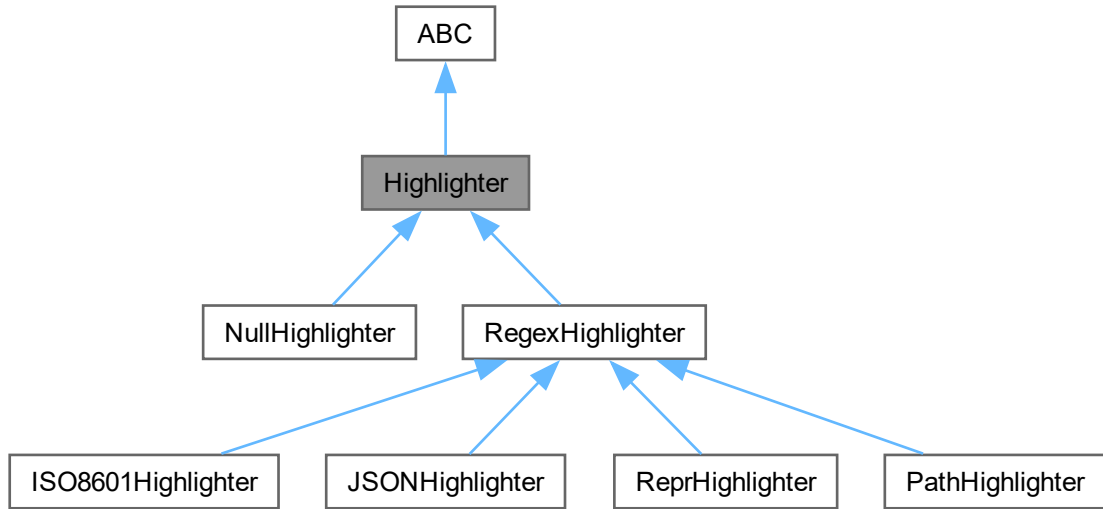 ABC
Highlighter
NullHighlighter
RegexHighlighter
ISO8601Highlighter
JSONHighlighter
ReprHighlighter
PathHighlighter